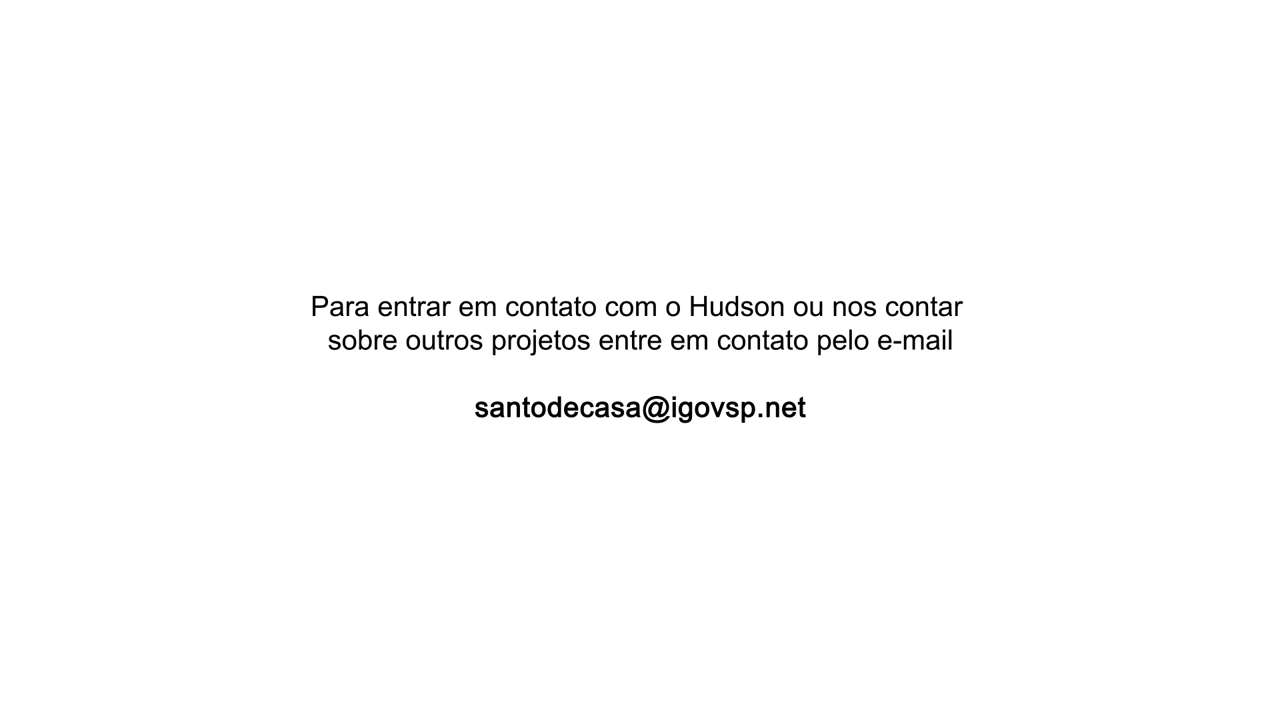 Para entrar em contato com o Hudson ou nos contar
sobre outros projetos entre em contato pelo e-mail
santodecasa@igovsp.net